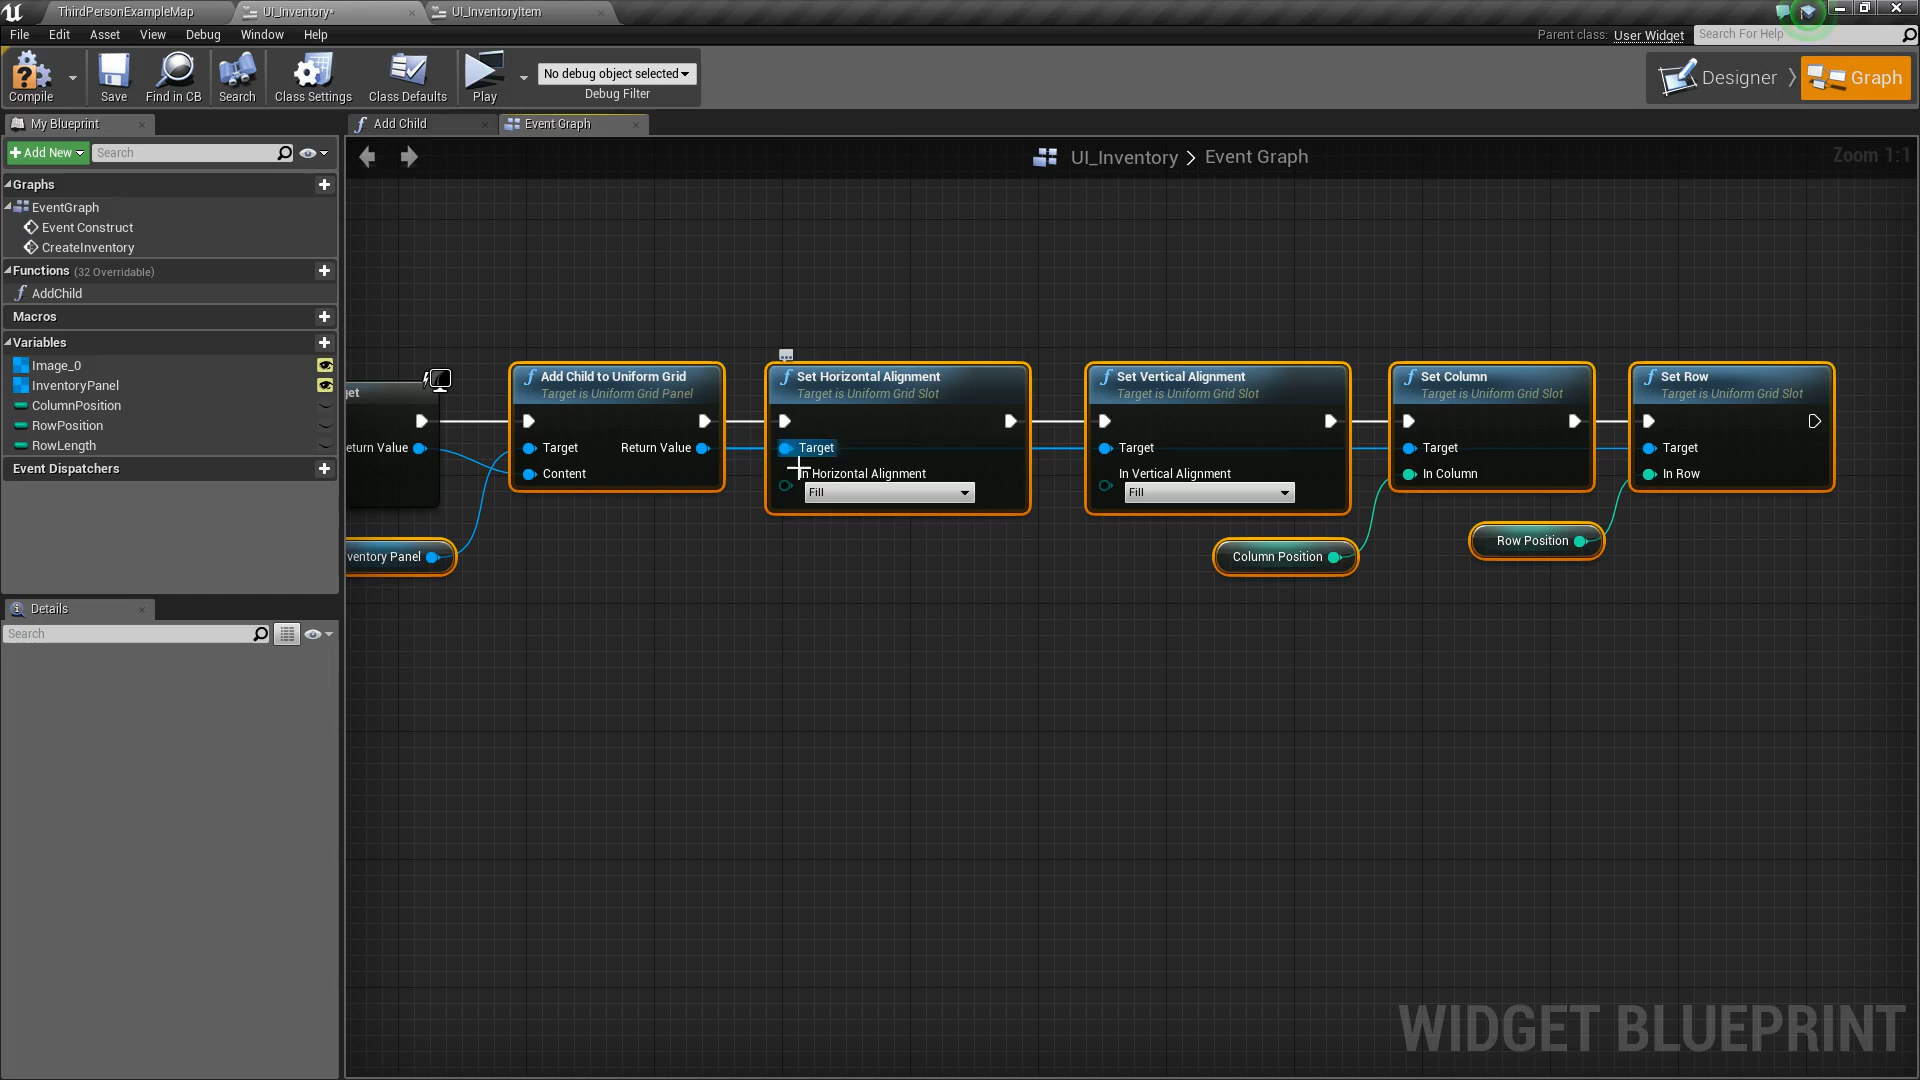 ThirdPersonExampleMap
UI_Inventory*
UI_InventoryItem
File Edit Asset View Debug Window Help
Parent class: User Widget
Search For Help
Compile
Save
Find in CB
Search
Class Settings
Class Defaults
Play
No debug object selected
Debug Filter
Designer
Graph
My Blueprint
Add Child
Event Graph
Add New
Search
UI_Inventory > Event Graph
Zoom 1:1
Graphs
EventGraph
Event Construct
CreateInventory
Functions (32 Overridable)
AddChild
Macros
Variables
Image_0
InventoryPanel
ColumnPosition
RowPosition
RowLength
Event Dispatchers
Details
Search
get
eturn Value
ventory Panel
Add Child to Uniform Grid
Target is Uniform Grid Panel
Target
Return Value
Content
Set Horizontal Alignment
Target is Uniform Grid Slot
Target
In Horizontal Alignment
Fill
Set Vertical Alignment
Target is Uniform Grid Slot
Target
In Vertical Alignment
Fill
Column Position
Set Column
Target is Uniform Grid Slot
Target
In Column
Row Position
Set Row
Target is Uniform Grid Slot
Target
In Row
WIDGET BLUEPRINT